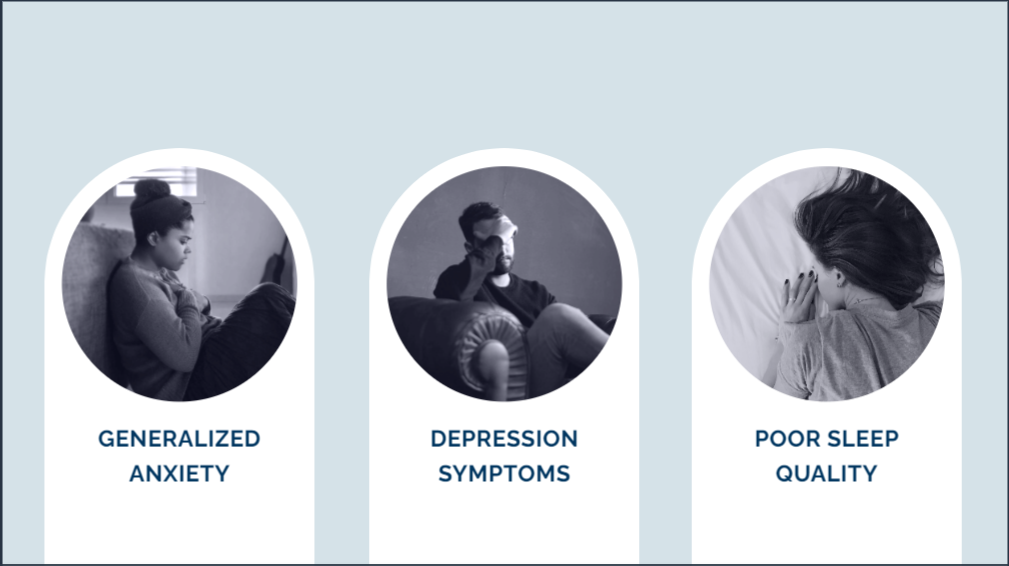 GENERALIZED
ANXIETY
DEPRESSION
SYMPTOMS
POOR SLEEP
QUALITY